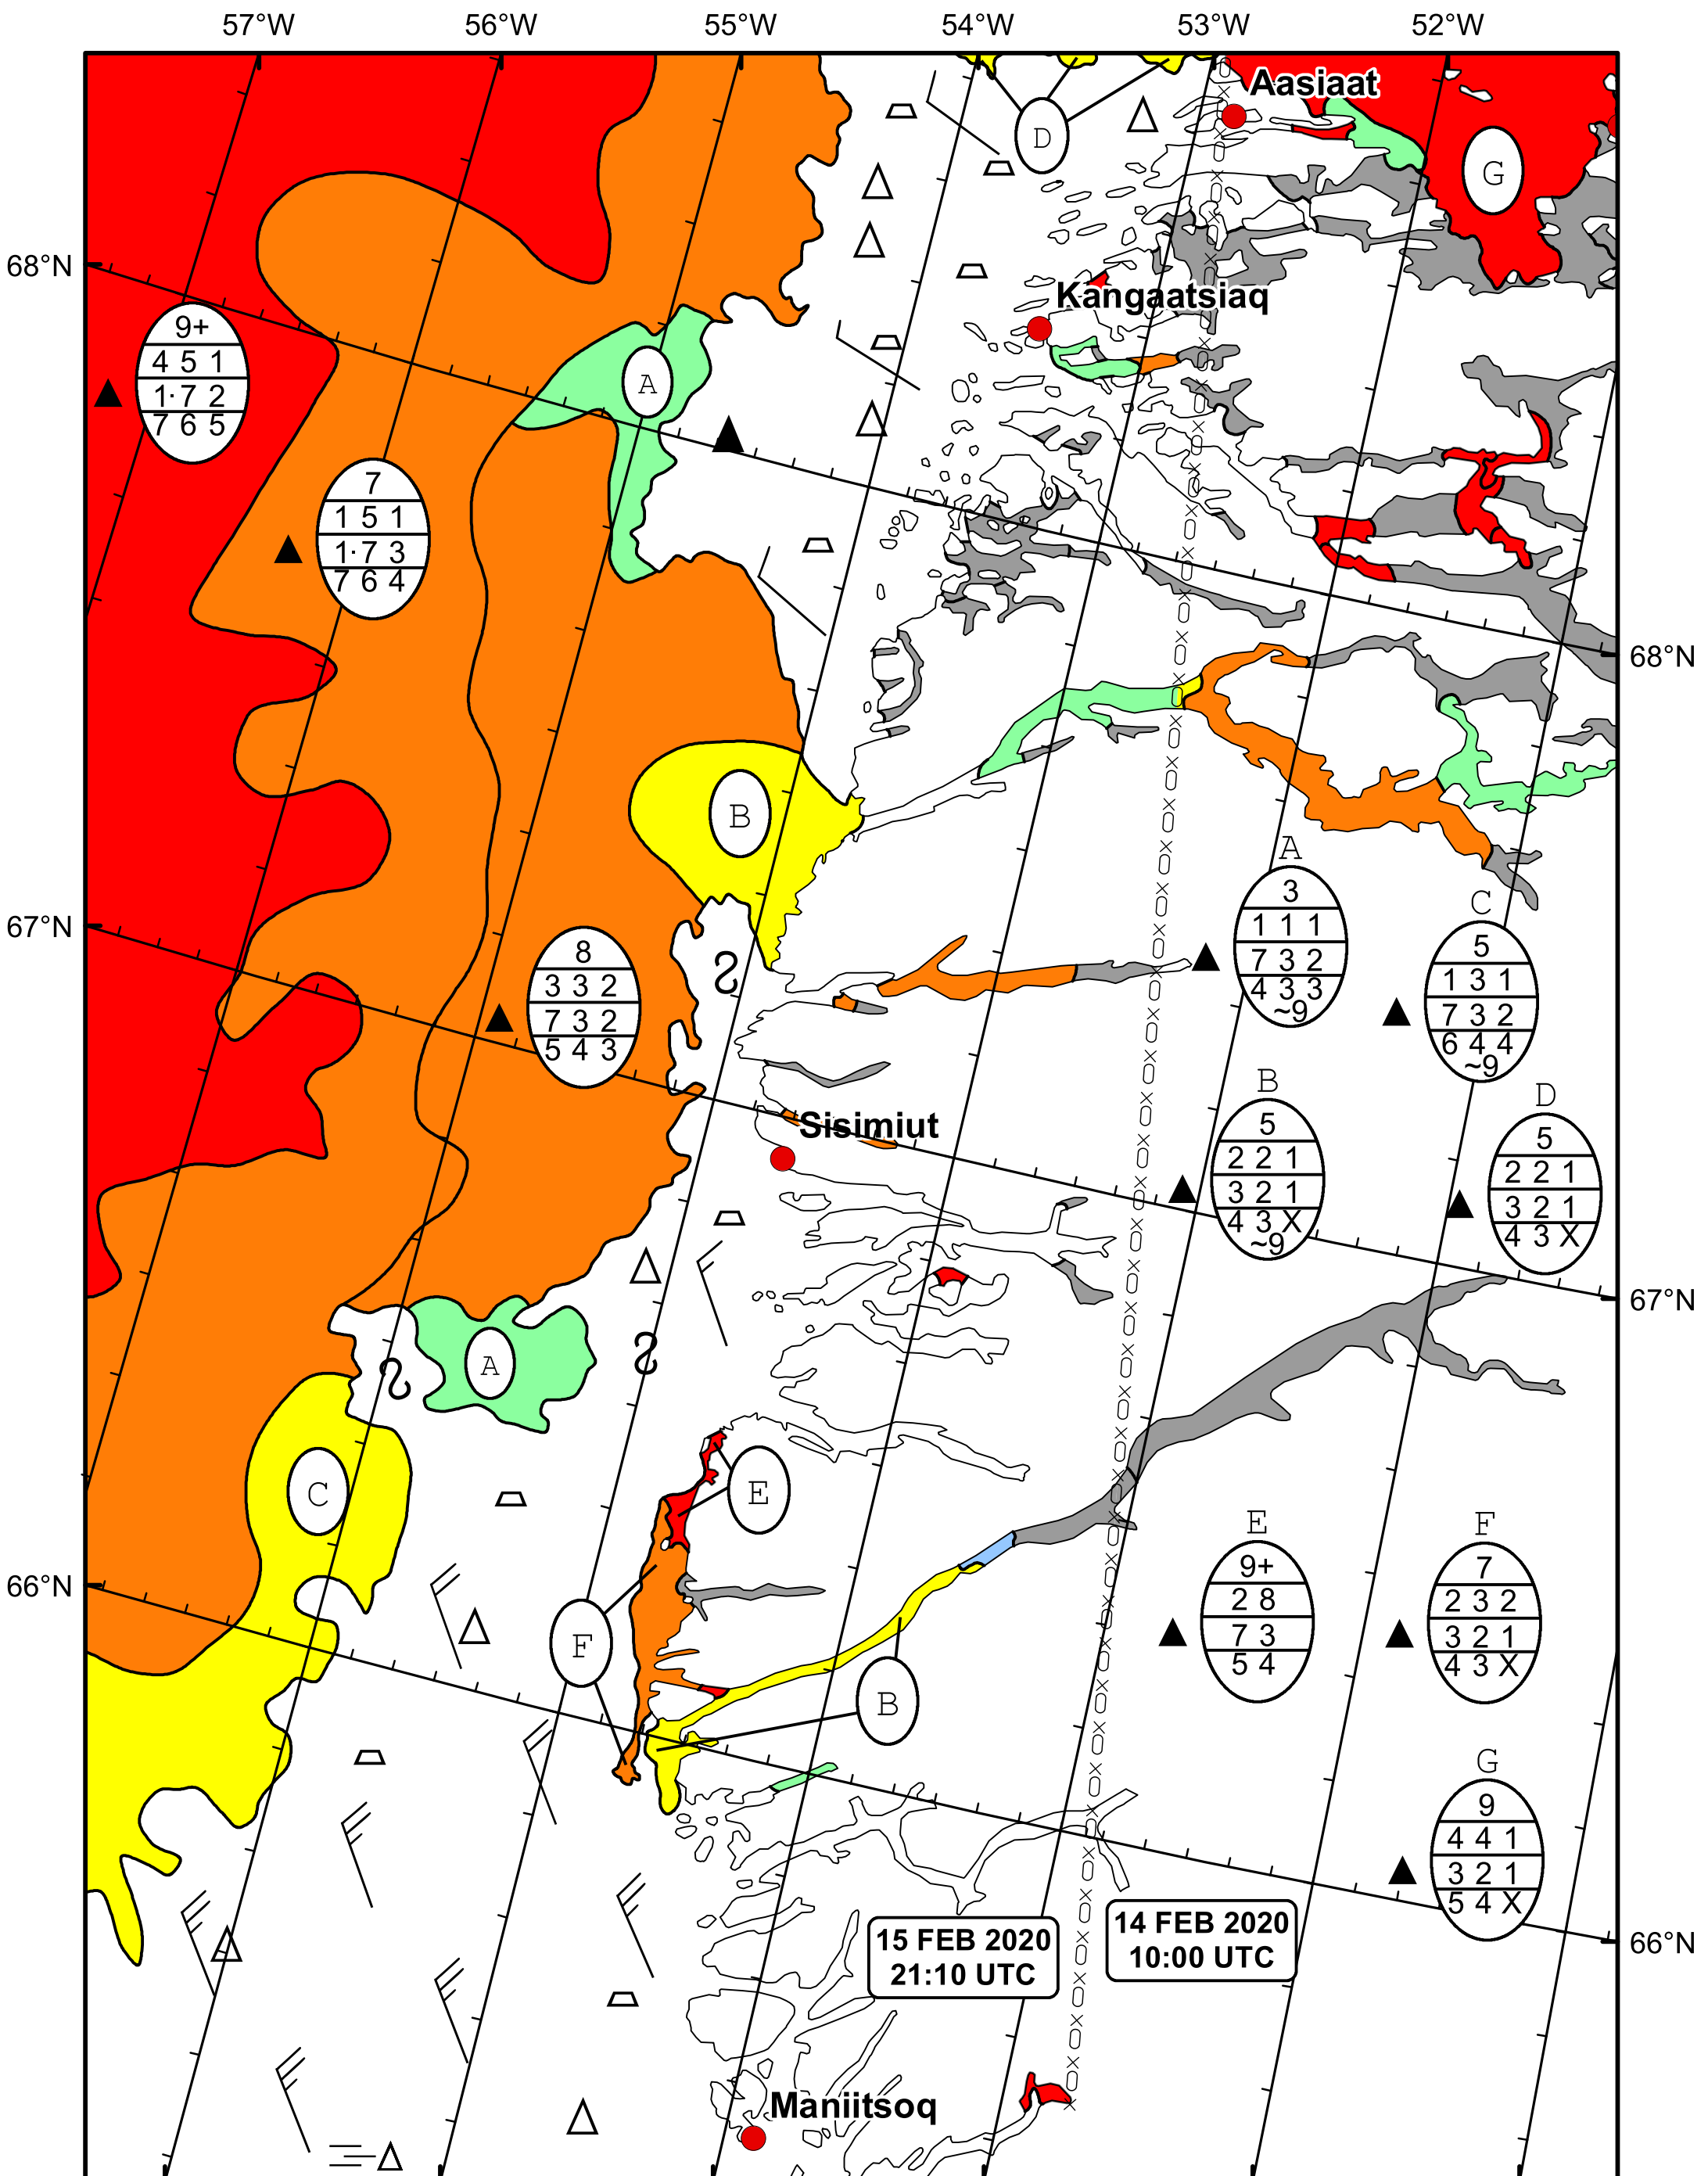 57°W 56°W 55°W 54°W 53°W 52°W
Aasiaat
D
G
68°N
Kangaatsiaq
9+
4 5 1
1· 7 2
7 6 5
A
7
1 5 1
1· 7 3
7 6 4
68°N
B
A
3
1 1 1
7 3 2
4 3 3
~9
C
5
1 3 1
7 3 2
6 4 4
~9
67°N
8
3 3 2
7 3 2
5 4 3
B
5
2 2 1
3 2 1
4 3 X
~9
D
5
2 2 1
3 2 1
4 3 X
Sisimiut
67°N
A
C
E
E
9+
2 8
7 3
5 4
F
7
2 3 2
3 2 1
4 3 X
66°N
F
B
G
9
4 4 1
3 2 1
5 4 X
15 FEB 2020
21:10 UTC
14 FEB 2020
10:00 UTC
66°N
Maniitsoq